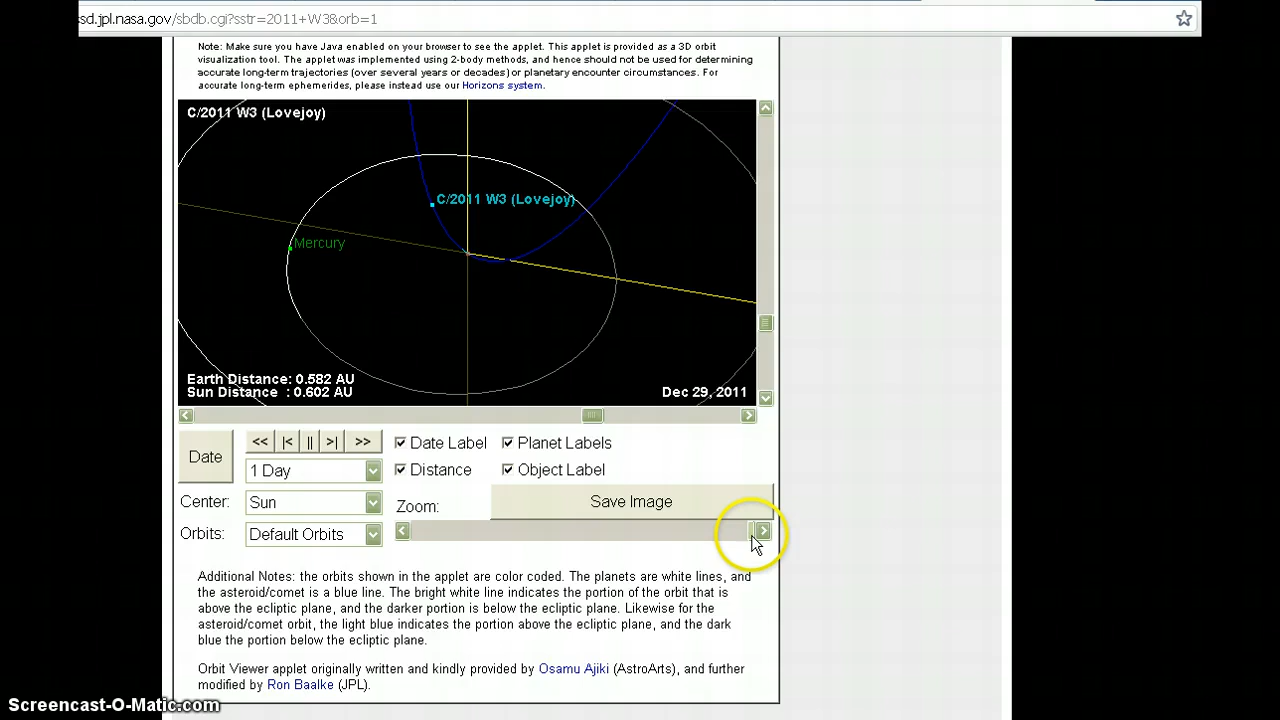 sd.jpl.nasa.gov/sbdb.cgi?sstr=2011+W3&orb=1
Note: Make sure you have Java enabled on your browser to see the applet. This applet is provided as a 3D orbit
visualization tool. The applet was implemented using 2-body methods, and hence should not be used for determining
accurate long-term trajectories (over several years or decades) or planetary encounter circumstances. For
accurate long-term ephemerides, please instead use our Horizons system.
C/2011 W3 (Lovejoy)
C/2011 W3 (Lovejoy)
Mercury
Earth Distance: 0.582 AU
Sun Distance : 0.602 AU
Dec 29, 2011
Date
<< |< || >| >>
Date Label
Planet Labels
1 Day
Distance
Object Label
Center: Sun
Zoom:
Save Image
Orbits: Default Orbits
Additional Notes: the orbits shown in the applet are color coded. The planets are white lines, and
the asteroid/comet is a blue line. The bright white line indicates the portion of the orbit that is
above the ecliptic plane, and the darker portion is below the ecliptic plane. Likewise for the
asteroid/comet orbit, the light blue indicates the portion above the ecliptic plane, and the dark
blue the portion below the ecliptic plane.
Orbit Viewer applet originally written and kindly provided by Osamu Ajiki (AstroArts), and further
modified by Ron Baalke (JPL).
Screencast-O-Matic.com